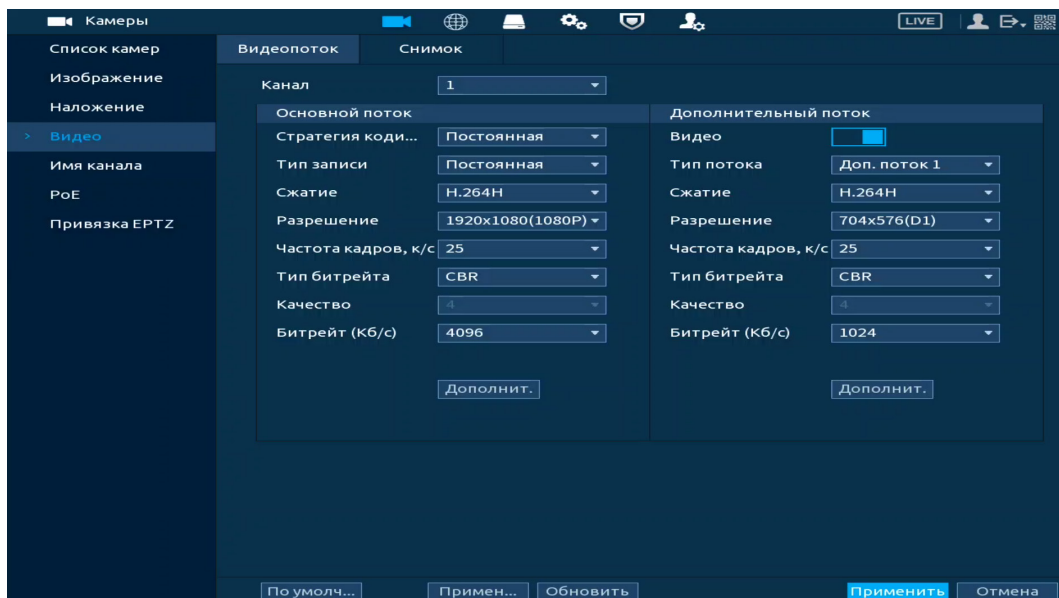 Камеры
LIVE
Список камер
Изображение
Наложение
> Видео
Имя канала
PoE
Привязка EPTZ
Видеопоток Снимок
Канал 1
Основной поток
Стратегия коди... Постоянная
Тип записи Постоянная
Сжатие H.264H
Разрешение 1920x1080(1080P)
Частота кадров, к/с 25
Тип битрейта CBR
Качество 4
Битрейт (Кб/с) 4096
Дополнит.
Дополнительный поток
Видео
Тип потока Доп. поток 1
Сжатие H.264H
Разрешение 704x576(D1)
Частота кадров, к/с 25
Тип битрейта CBR
Качество 4
Битрейт (Кб/с) 1024
Дополнит.
По умолч... Примен... Обновить Применить Отмена